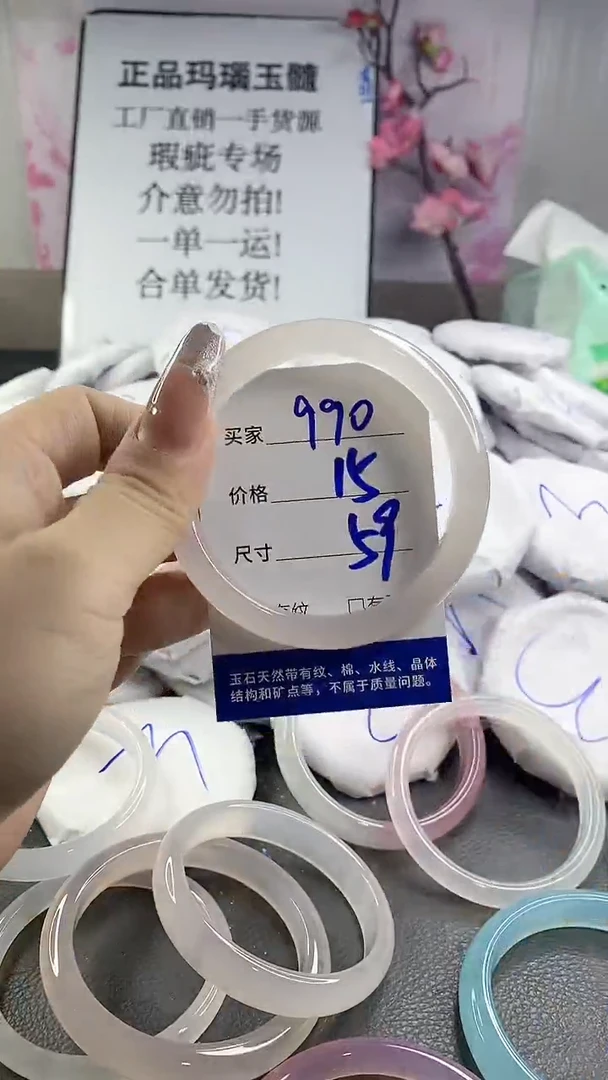 正品玛瑙玉髓
工厂直销一手货源
瑕疵专场
介意勿拍!
一单一运!
合单发货!
买家 990
价格 15
尺寸 59
玉石天然带有纹、棉、水线、晶体
结构和矿点等，不属于质量问题。